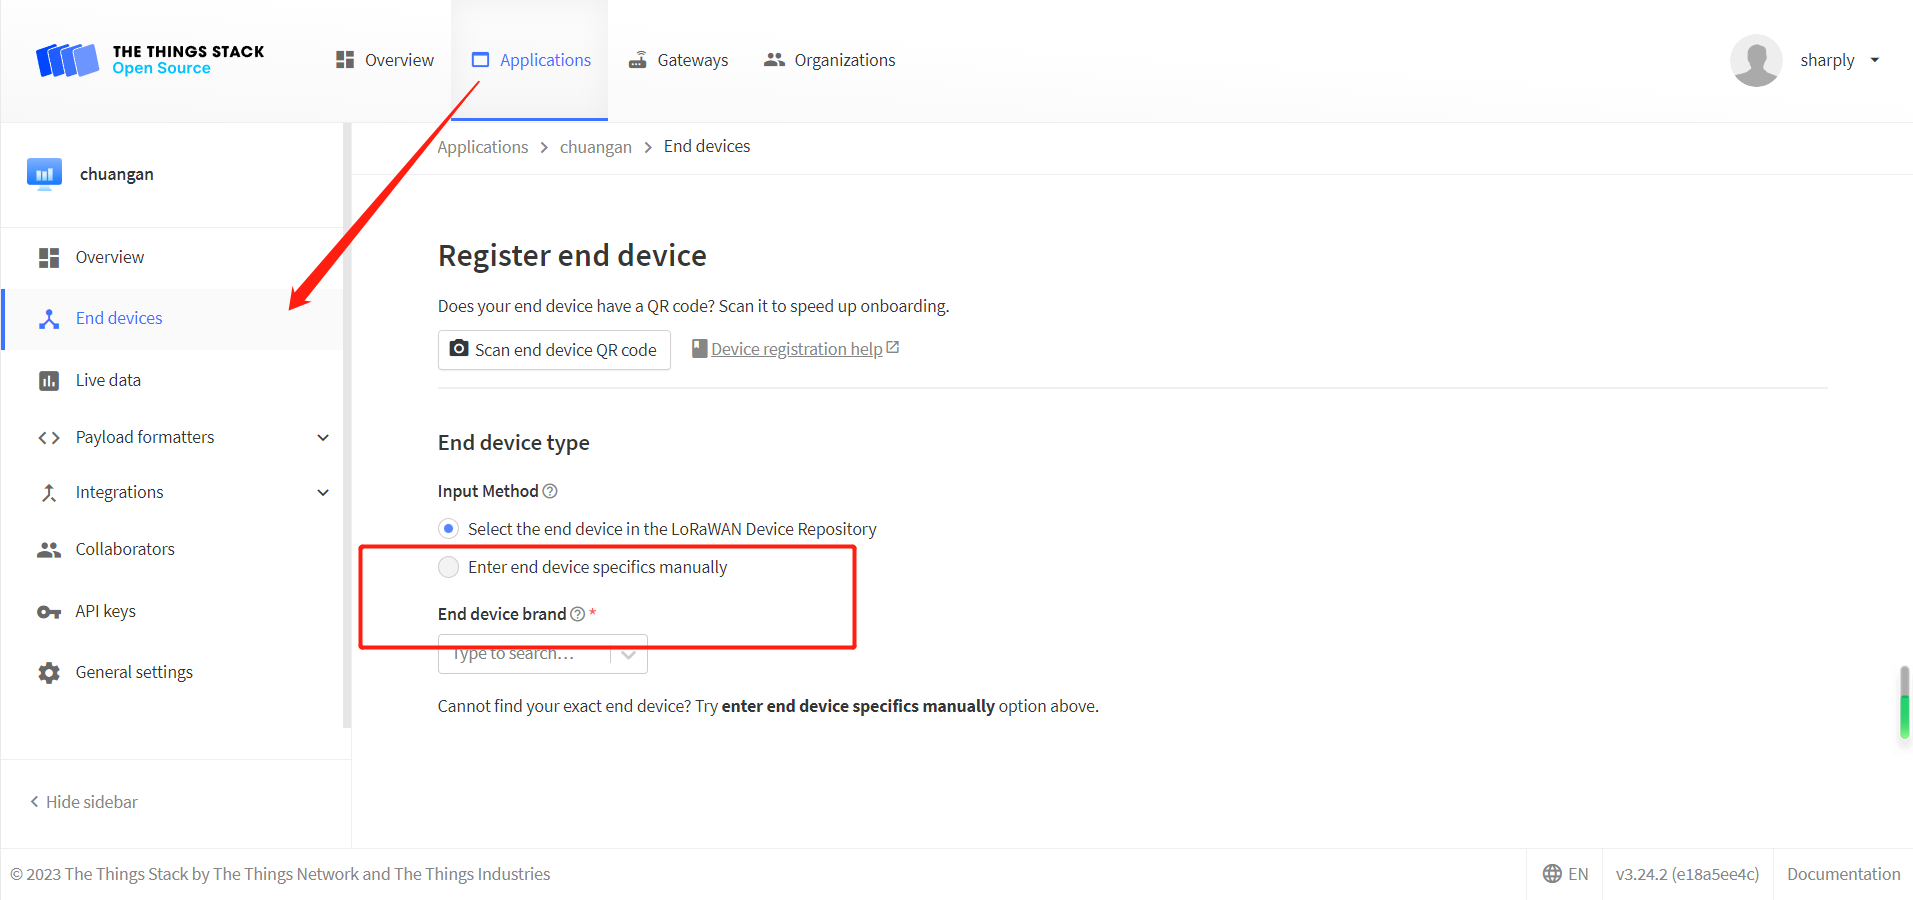 THE THINGS STACK
Open Source
Overview
Applications
Gateways
Organizations
sharply
chuangan
Applications > chuangan > End devices
Overview
End devices
Live data
Payload formatters
Integrations
Collaborators
API keys
General settings
Hide sidebar
Register end device
Does your end device have a QR code? Scan it to speed up onboarding.
Scan end device QR code
Device registration help
End device type
Input Method
Select the end device in the LoRaWAN Device Repository
Enter end device specifics manually
End device brand *
Type to search...
Cannot find your exact end device? Try enter end device specifics manually option above.
© 2023 The Things Stack by The Things Network and The Things Industries
EN
v3.24.2 (e18a5ee4c)
Documentation